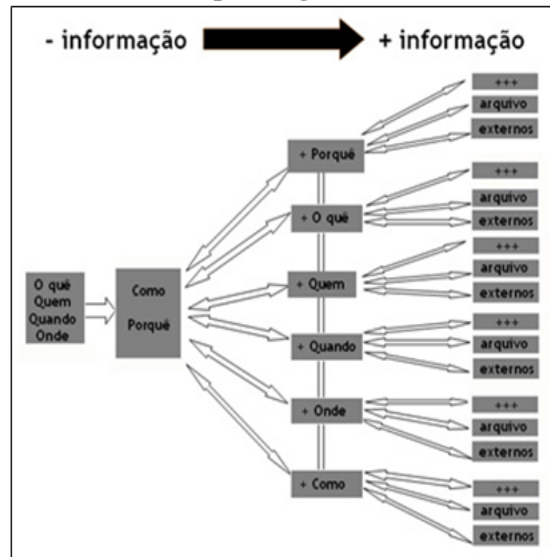 - informação
+ informação
O quê
Quem
Quando
Onde
Como
Porquê
+ Porquê
+ O quê
+ Quem
+ Quando
+ Onde
+ Como
+++
arquivo
externos
+++
arquivo
externos
+++
arquivo
externos
+++
arquivo
externos
+++
arquivo
externos
+++
arquivo
externos